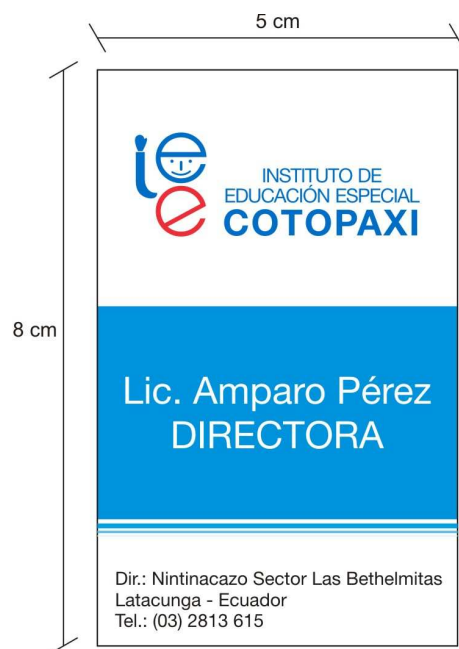 5 cm
8 cm
iee
INSTITUTO DE
EDUCACIÓN ESPECIAL
COTOPAXI
Lic. Amparo Pérez
DIRECTORA
Dir.: Nintinacazo Sector Las Bethelmitas
Latacunga - Ecuador
Tel.: (03) 2813 615